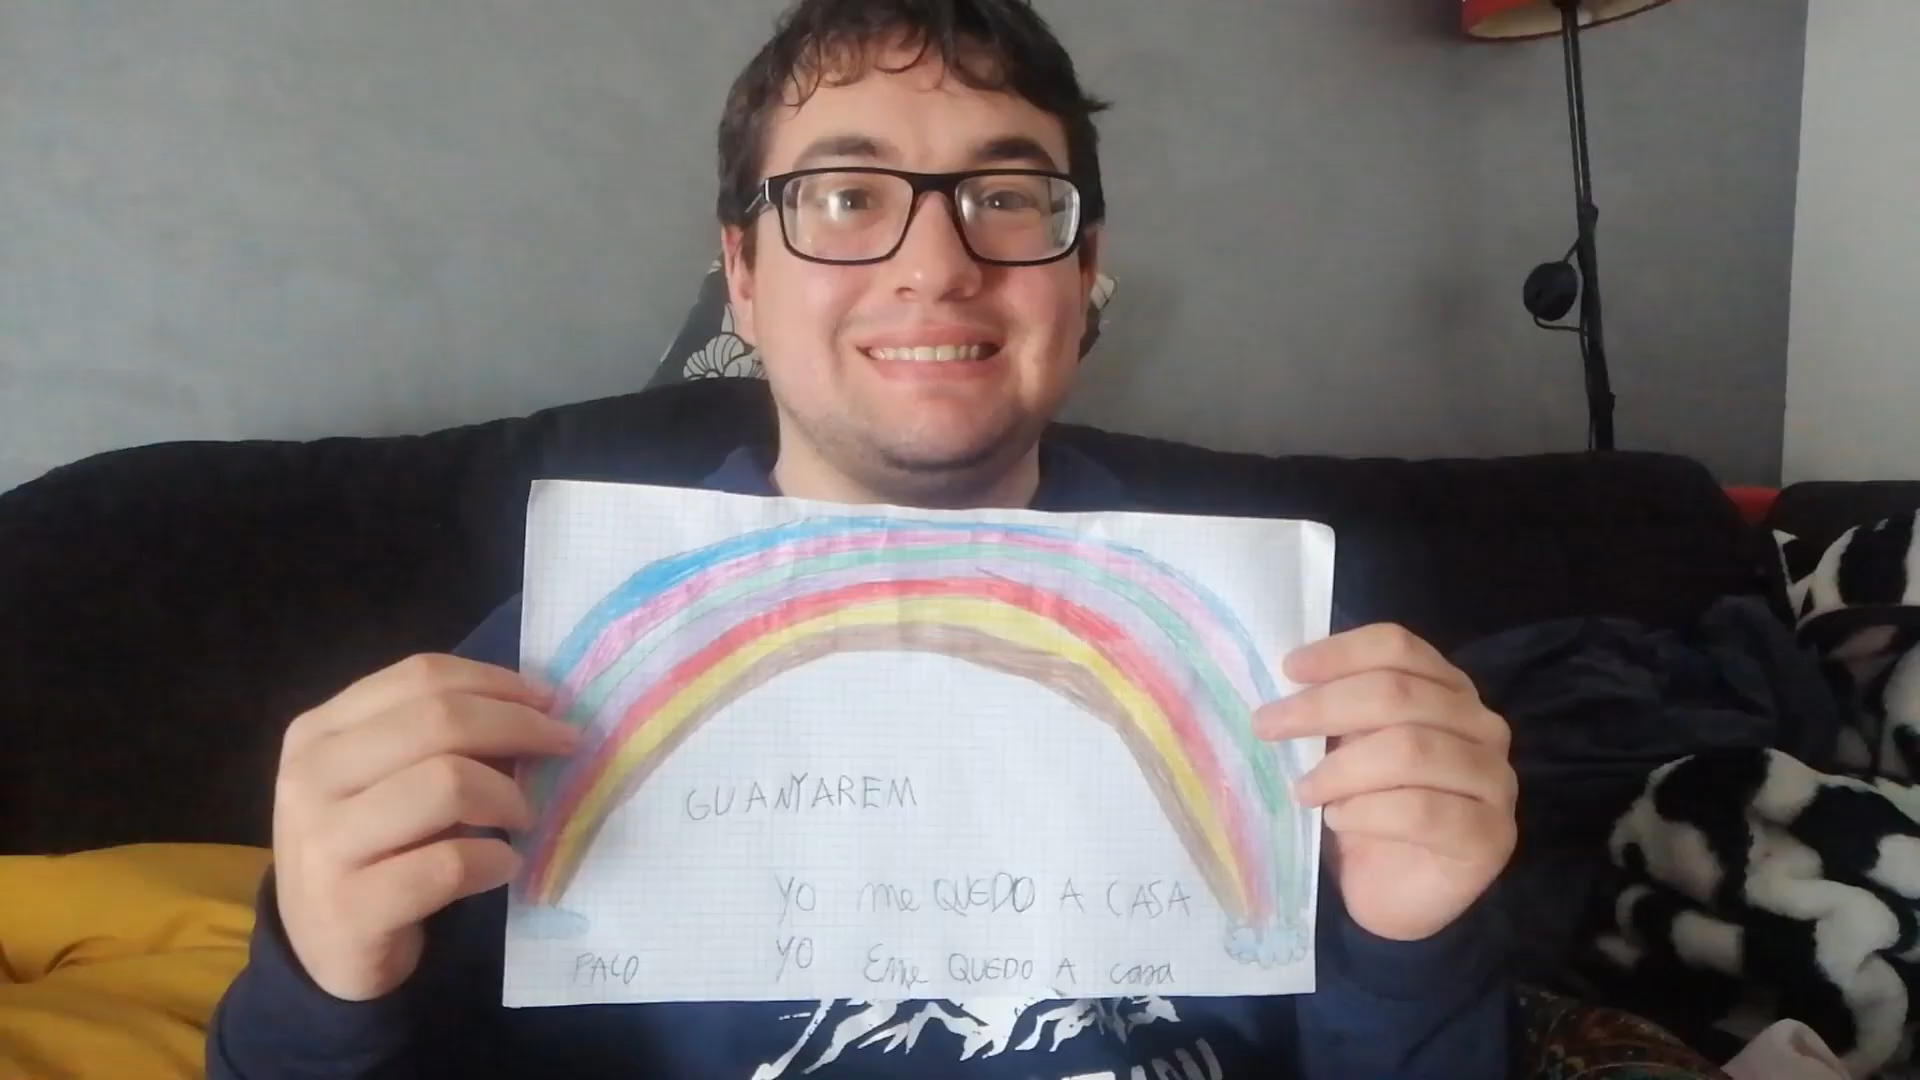 GUANYAREM
YO me QUEDO A CASA
YO Eme QUEDO A casa
PACO